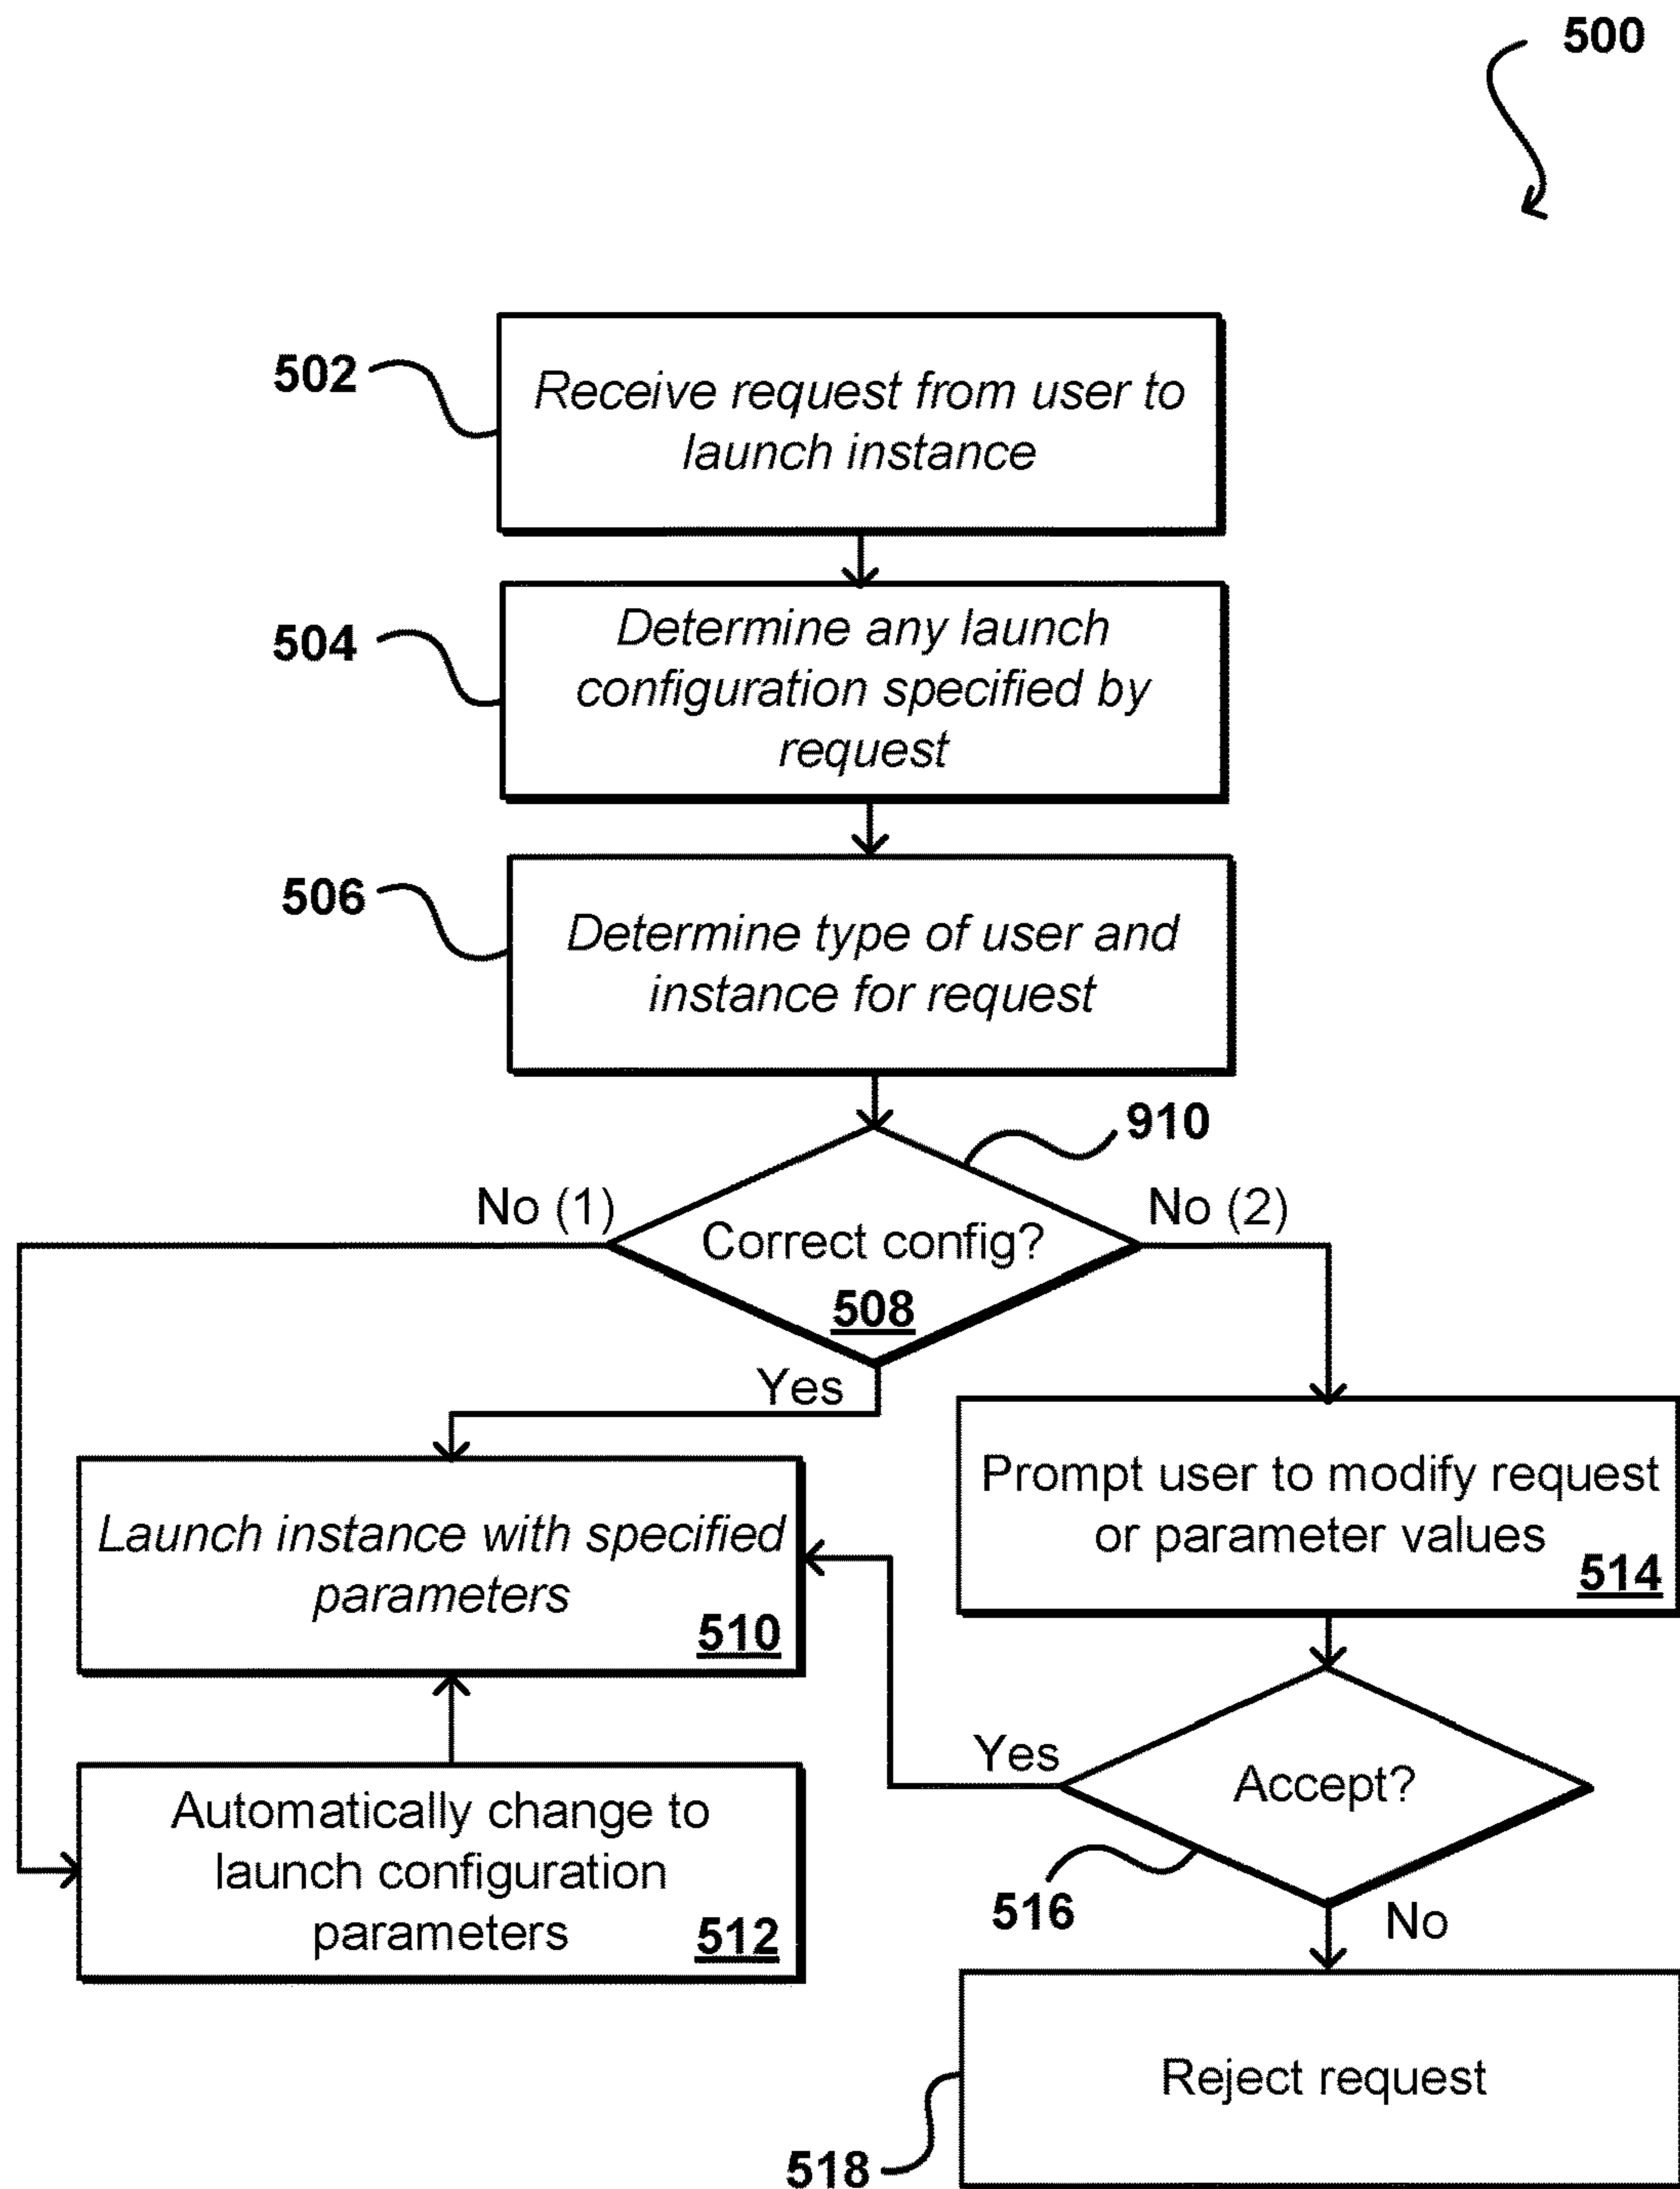 500
502
Receive request from user to
launch instance
504
Determine any launch
configuration specified by
request
506
Determine type of user and
instance for request
910
No (1)
No (2)
Correct config?
508
Yes
Launch instance with specified
parameters
510
Prompt user to modify request
or parameter values
514
Yes
Accept?
516
No
Automatically change to
launch configuration
parameters
512
Reject request
518